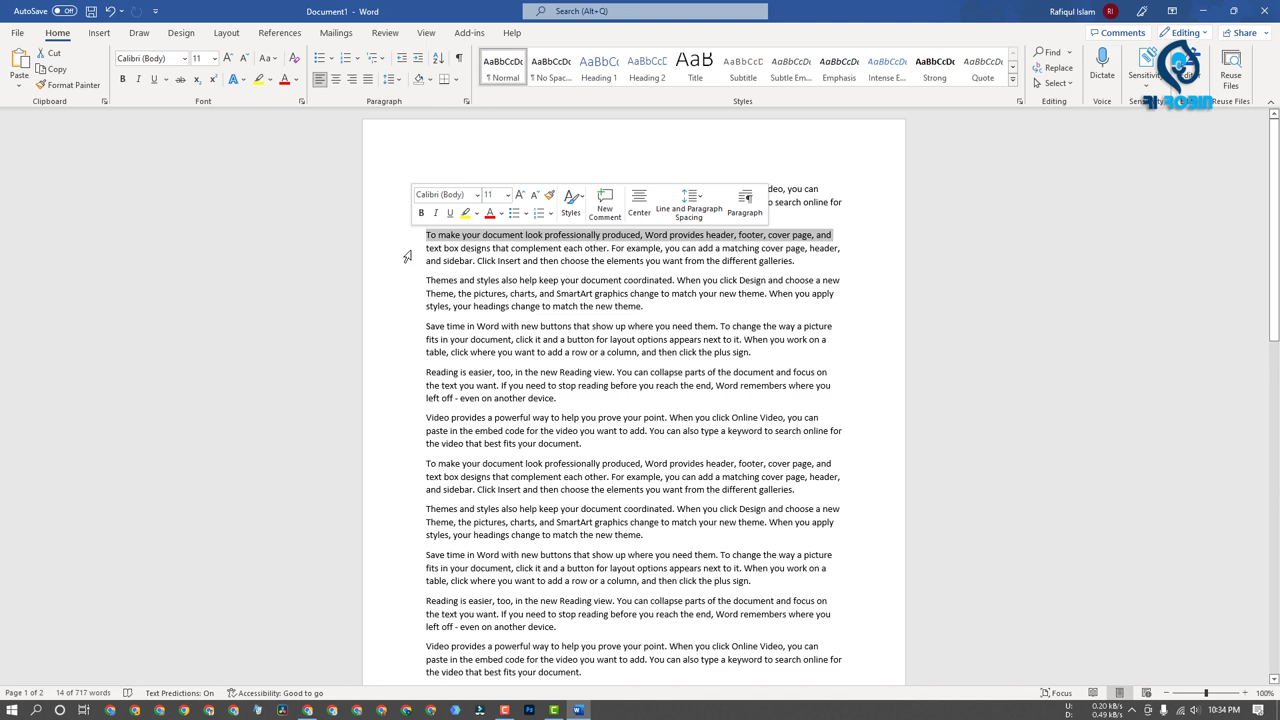 AutoSave Off
Document1 - Word
Search (Alt+Q)
Rafiqul Islam RI
File Home Insert Draw Design Layout References Mailings Review View Add-ins Help
Comments Editing Share
Paste Cut Copy Format Painter
Clipboard
Calibri (Body) 11
Font
Paragraph
AaBbCcDc ¶ Normal
AaBbCcDc ¶ No Spac...
AaBbC Heading 1
AaBbCc Heading 2
AaB Title
AaBbCc Subtitle
AaBbCcDc Subtle Em...
AaBbCcDc Emphasis
AaBbCcDc Intense E...
AaBbCcDc Strong
AaBbCcDc Quote
Styles
Find
Replace
Select
Editing
Dictate
Voice
Sensitivity
Reuse Files
Reuse Files
RI ROBIN
Calibri (Body) 11
Styles
New Comment
Center
Line and Paragraph Spacing
Paragraph
deo, you can
o search online for
To make your document look professionally produced, Word provides header, footer, cover page, and
text box designs that complement each other. For example, you can add a matching cover page, header,
and sidebar. Click Insert and then choose the elements you want from the different galleries.
Themes and styles also help keep your document coordinated. When you click Design and choose a new
Theme, the pictures, charts, and SmartArt graphics change to match your new theme. When you apply
styles, your headings change to match the new theme.
Save time in Word with new buttons that show up where you need them. To change the way a picture
fits in your document, click it and a button for layout options appears next to it. When you work on a
table, click where you want to add a row or a column, and then click the plus sign.
Reading is easier, too, in the new Reading view. You can collapse parts of the document and focus on
the text you want. If you need to stop reading before you reach the end, Word remembers where you
left off - even on another device.
Video provides a powerful way to help you prove your point. When you click Online Video, you can
paste in the embed code for the video you want to add. You can also type a keyword to search online for
the video that best fits your document.
To make your document look professionally produced, Word provides header, footer, cover page, and
text box designs that complement each other. For example, you can add a matching cover page, header,
and sidebar. Click Insert and then choose the elements you want from the different galleries.
Themes and styles also help keep your document coordinated. When you click Design and choose a new
Theme, the pictures, charts, and SmartArt graphics change to match your new theme. When you apply
styles, your headings change to match the new theme.
Save time in Word with new buttons that show up where you need them. To change the way a picture
fits in your document, click it and a button for layout options appears next to it. When you work on a
table, click where you want to add a row or a column, and then click the plus sign.
Reading is easier, too, in the new Reading view. You can collapse parts of the document and focus on
the text you want. If you need to stop reading before you reach the end, Word remembers where you
left off - even on another device.
Video provides a powerful way to help you prove your point. When you click Online Video, you can
paste in the embed code for the video you want to add. You can also type a keyword to search online for
the video that best fits your document.
Page 1 of 2 14 of 717 words Text Predictions: On Accessibility: Good to go
Focus 100%
U: 0.20 kB/s
D: 0.49 kB/s
10:34 PM